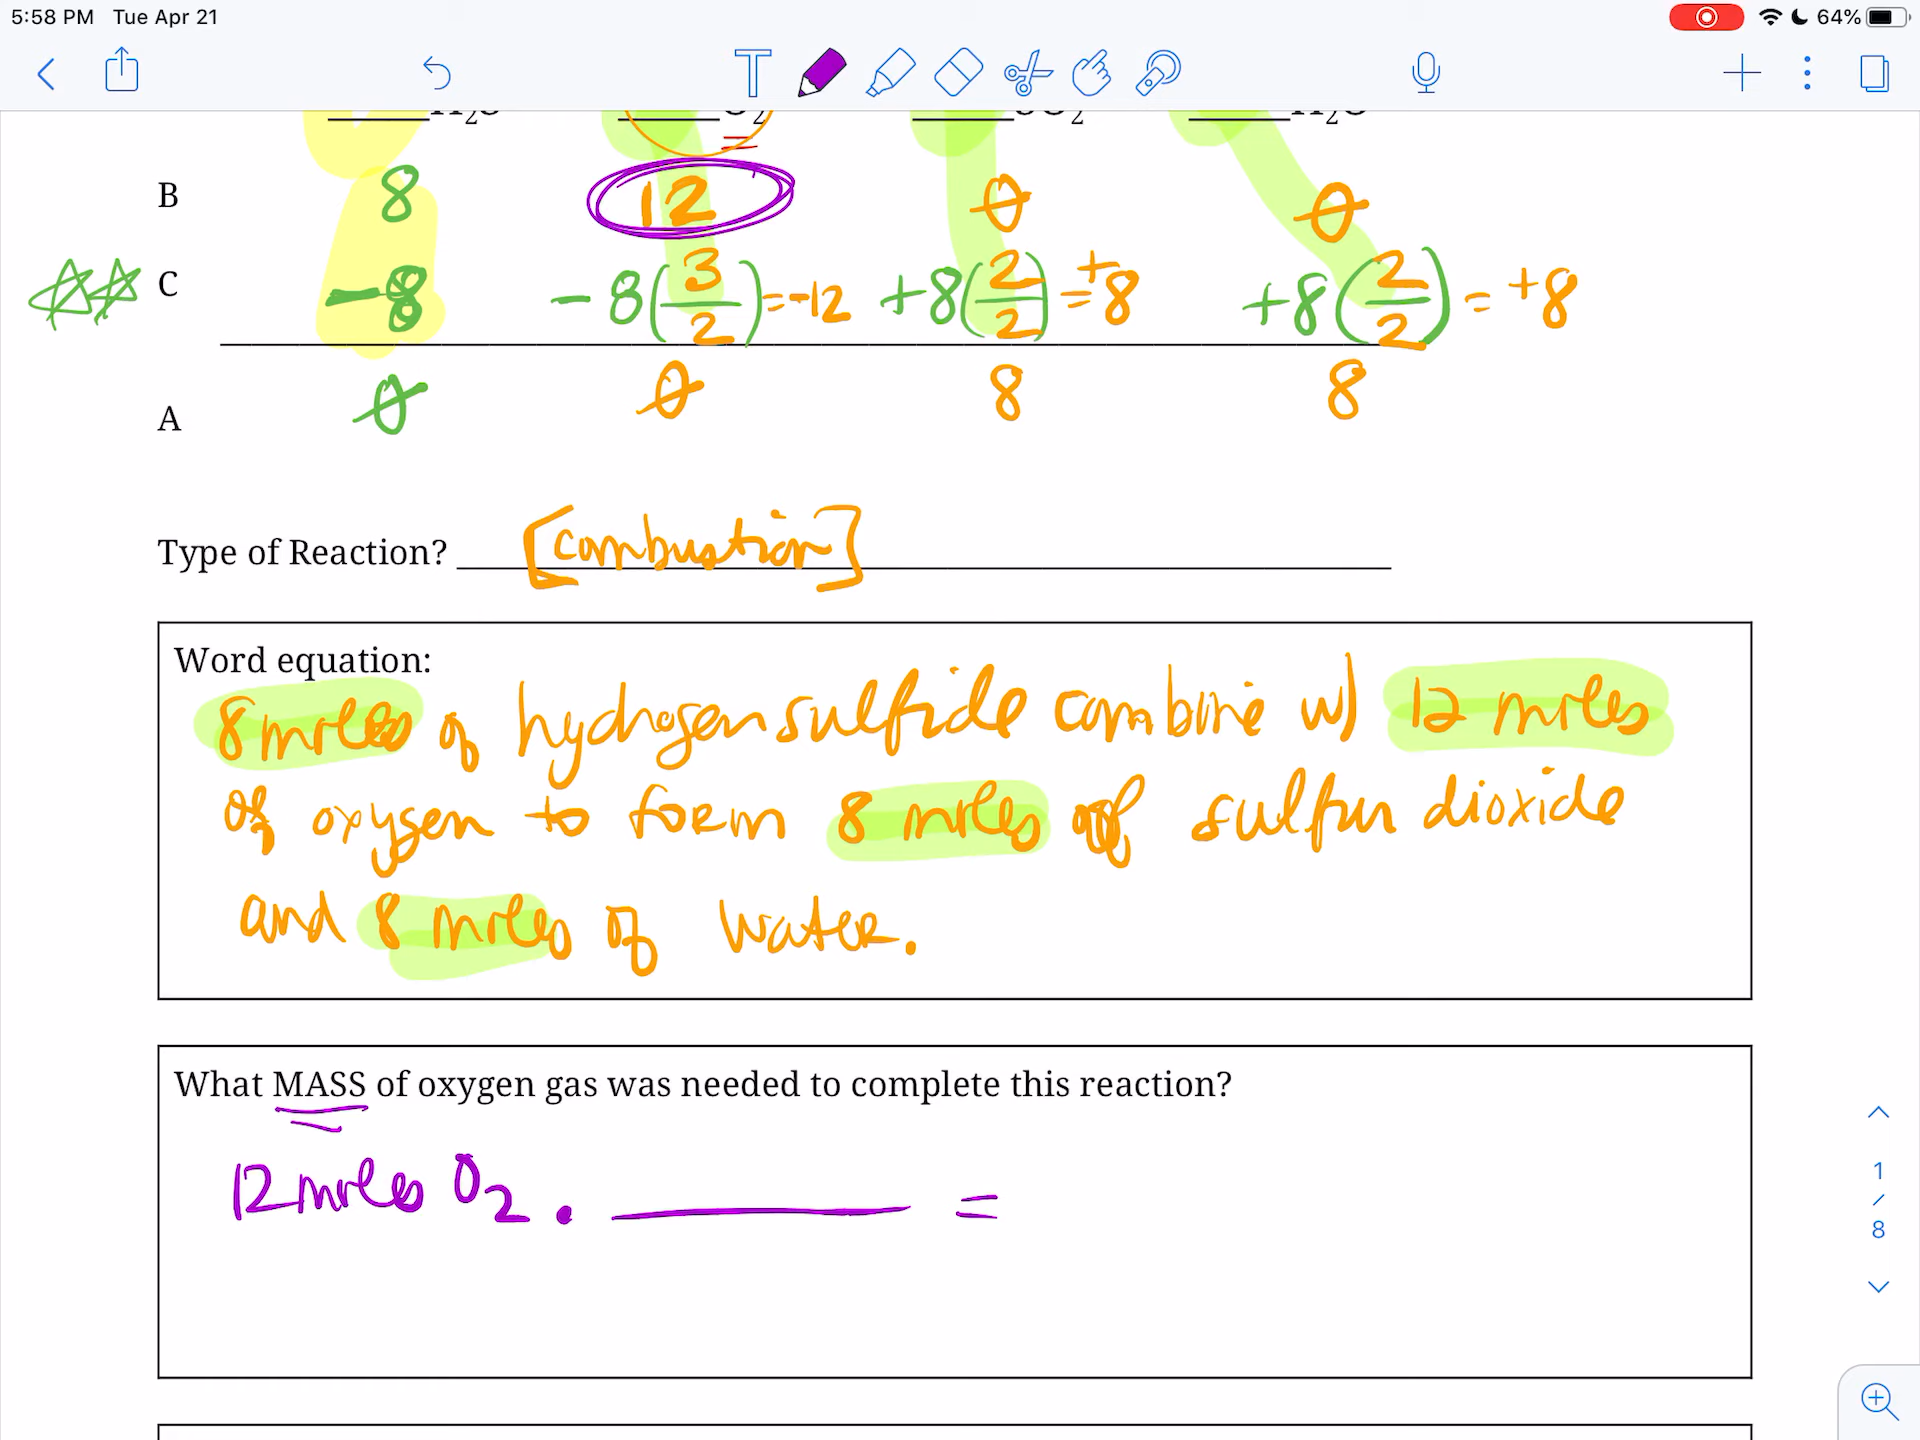 5:58 PM Tue Apr 21 64%
T
B 8 12 0 0
C -8 -8(3/2)=-12 +8(2/2)=+8 +8(2/2)=+8
A 0 0 8 8
Type of Reaction? [combustion]
Word equation:
8 moles of hydrogen sulfide combine w/ 12 moles
of oxygen to form 8 moles of sulfur dioxide
and 8 moles of water.
What MASS of oxygen gas was needed to complete this reaction?
12 moles O₂ · ______ =
1
/
8